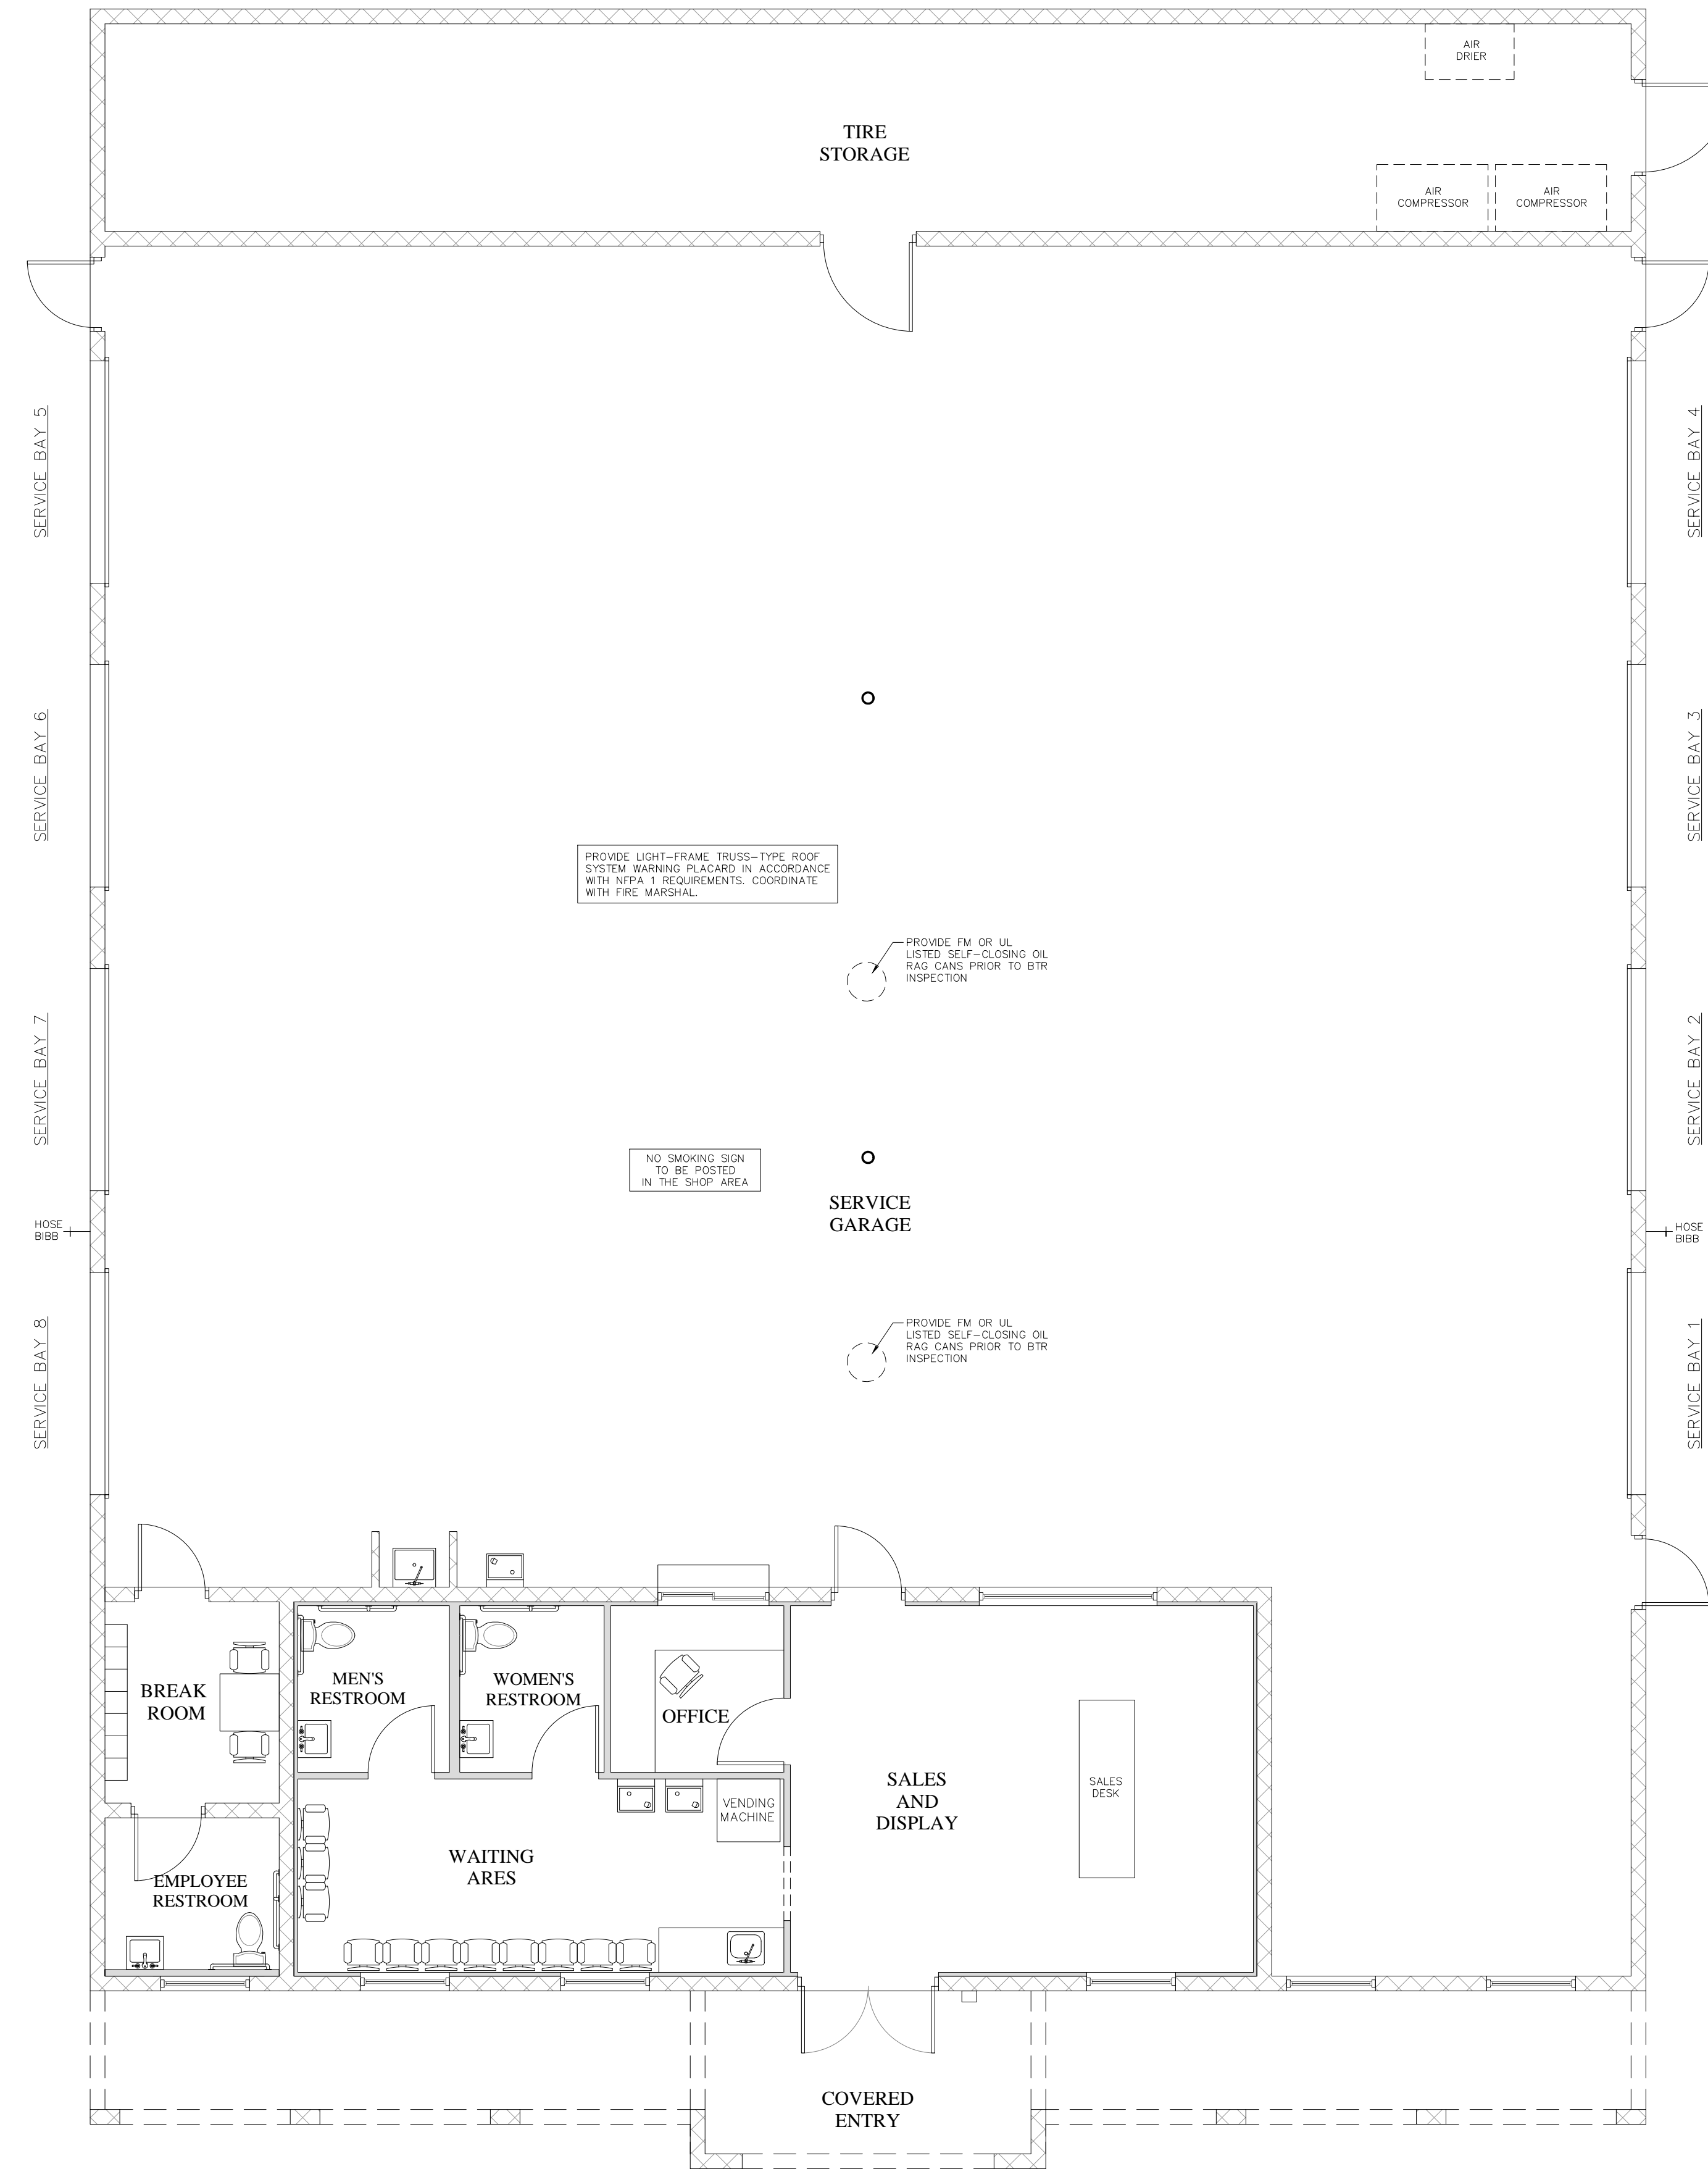 AIR
DRIER
TIRE
STORAGE
AIR
COMPRESSOR
AIR
COMPRESSOR
SERVICE BAY 5
SERVICE BAY 4
SERVICE BAY 6
SERVICE BAY 3
PROVIDE LIGHT-FRAME TRUSS-TYPE ROOF
SYSTEM WARNING PLACARD IN ACCORDANCE
WITH NFPA 1 REQUIREMENTS. COORDINATE
WITH FIRE MARSHAL.
PROVIDE FM OR UL
LISTED SELF-CLOSING OIL
RAG CANS PRIOR TO BTR
INSPECTION
SERVICE BAY 7
SERVICE BAY 2
NO SMOKING SIGN
TO BE POSTED
IN THE SHOP AREA
SERVICE
GARAGE
HOSE
BIBB
HOSE
BIBB
SERVICE BAY 8
PROVIDE FM OR UL
LISTED SELF-CLOSING OIL
RAG CANS PRIOR TO BTR
INSPECTION
SERVICE BAY 1
BREAK
ROOM
MEN'S
RESTROOM
WOMEN'S
RESTROOM
OFFICE
SALES
AND
DISPLAY
SALES
DESK
VENDING
MACHINE
WAITING
ARES
EMPLOYEE
RESTROOM
COVERED
ENTRY